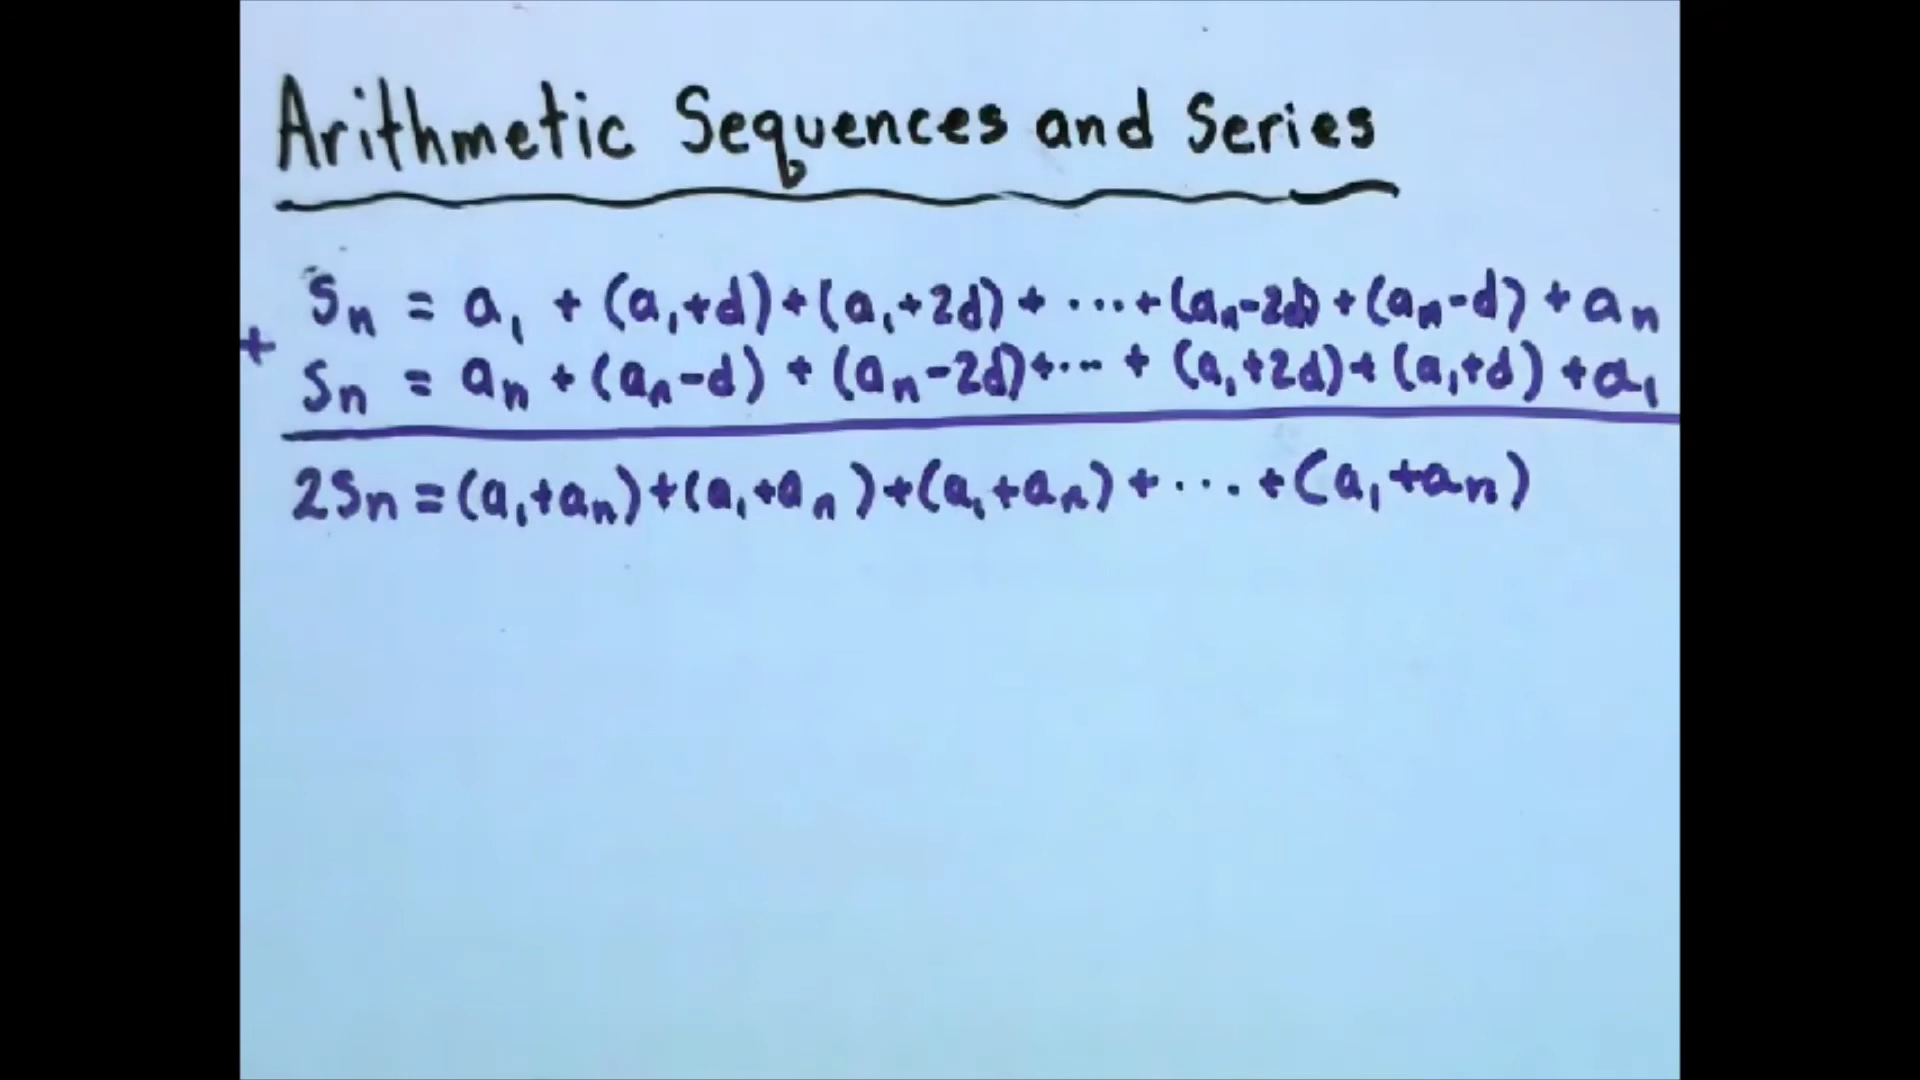 Arithmetic Sequences and Series
Sn = a₁ + (a₁+d)+(a₁+2d)+ ...+(an-2d)+(an-d)+an
+
Sn = an +(an-d) + (an-2d)+... + (a₁+2d)+(a₁+d)+a₁
2Sn=(a₁+an)+(a₁+an)+(a₁+an)+ ... +(a₁+an)